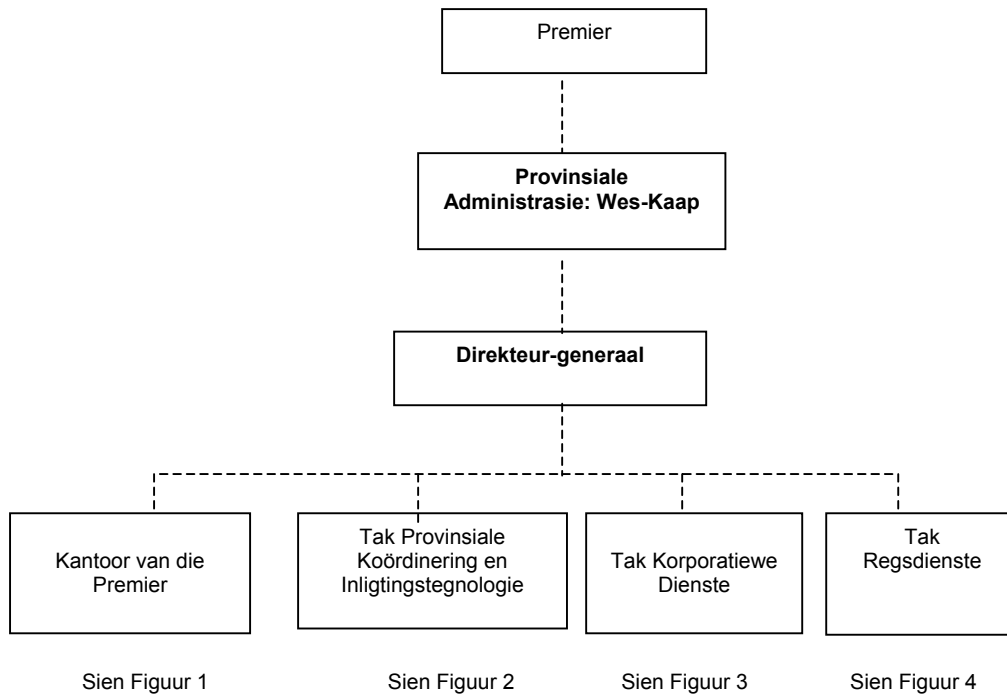 Premier
Provinsiale
Administrasie: Wes-Kaap
Direkteur-generaal
Kantoor van die
Premier
Tak Provinsiale
Koördinering en
Inligtingstegnologie
Tak Korporatiewe
Dienste
Tak
Regsdienste
Sien Figuur 1
Sien Figuur 2
Sien Figuur 3
Sien Figuur 4